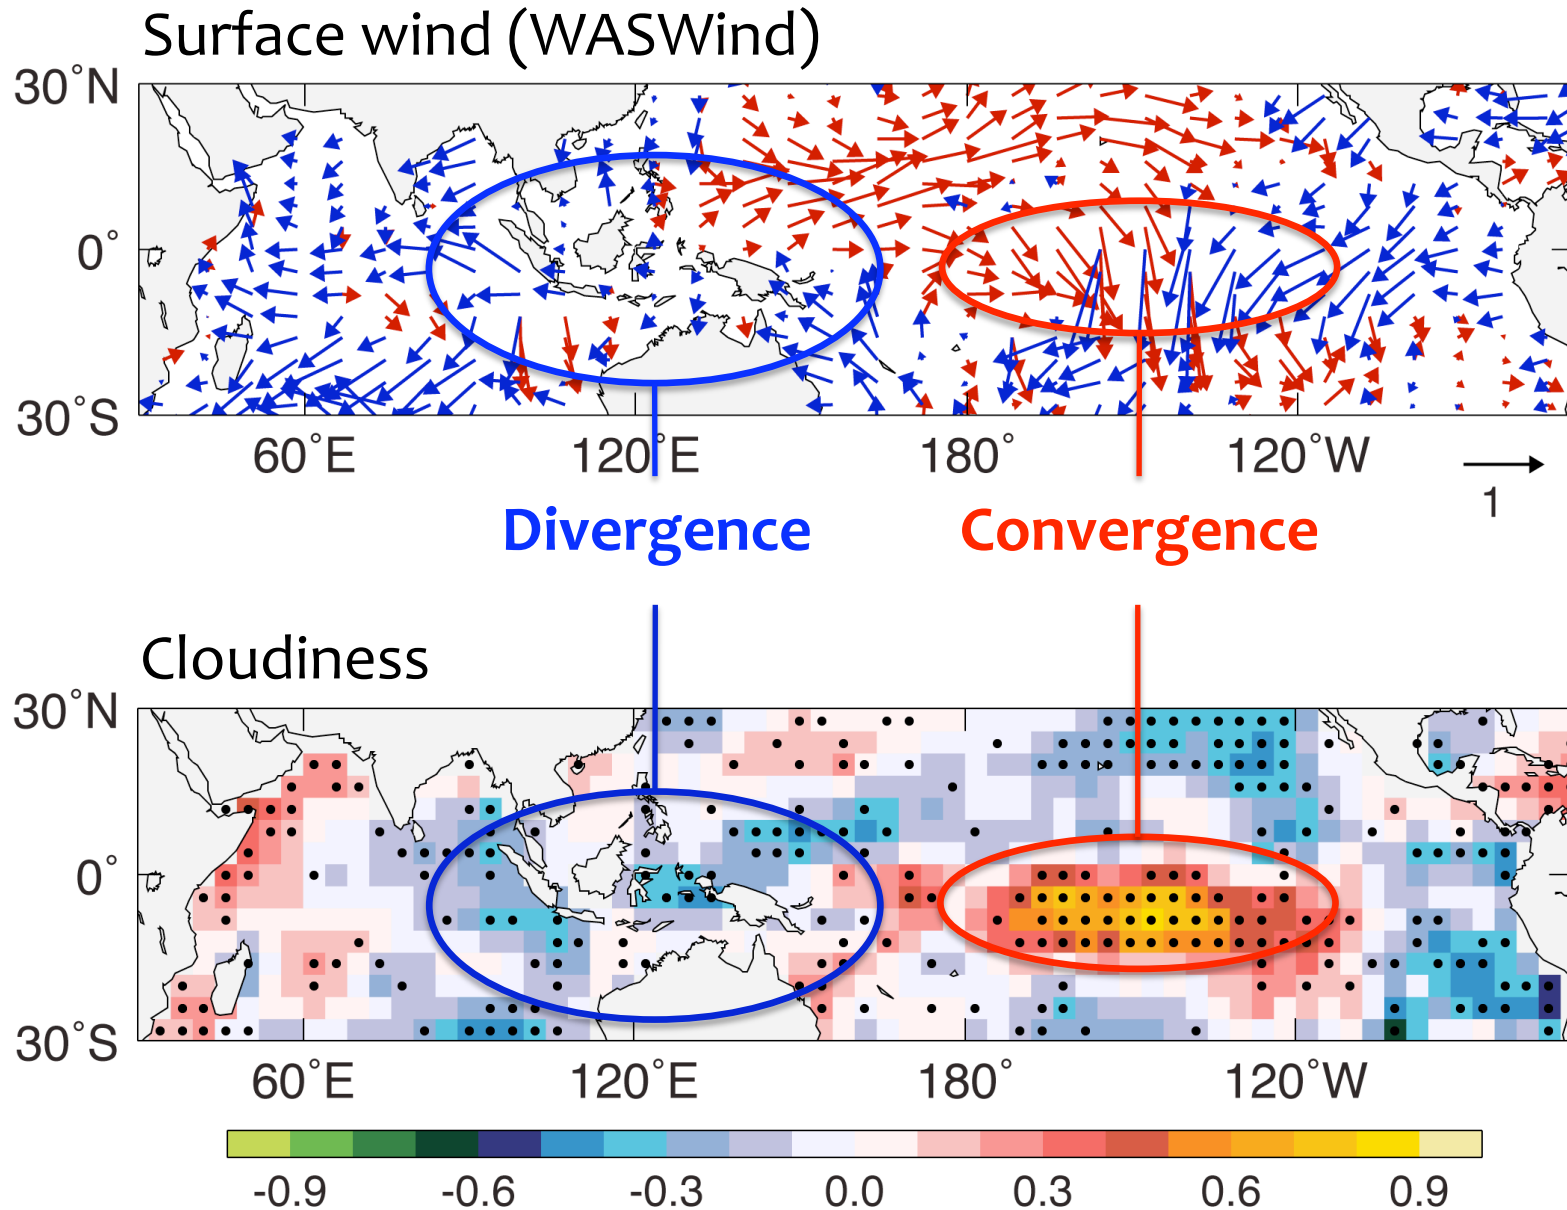 Surface wind (WASWind)
30°N
0°
30°S
60°E 120°E 180° 120°W
1
Divergence Convergence
Cloudiness
30°N
0°
30°S
60°E 120°E 180° 120°W
-0.9 -0.6 -0.3 0.0 0.3 0.6 0.9